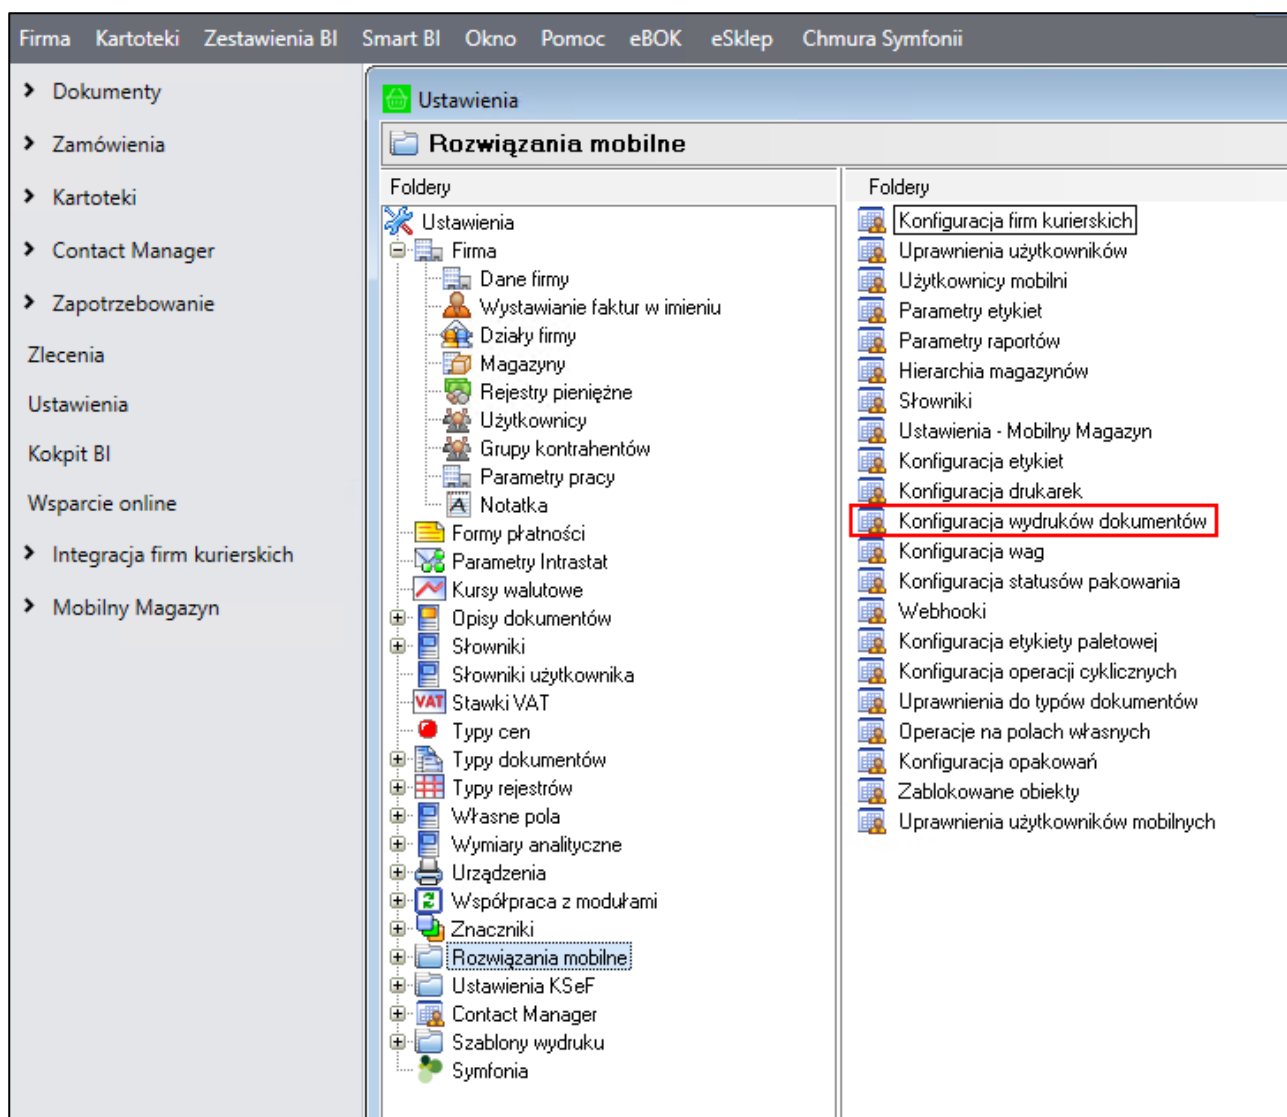 Firma Kartoteki Zestawienia BI Smart BI Okno Pomoc eBOK eSklep Chmura Symfonii
Dokumenty
Zamówienia
Kartoteki
Contact Manager
Zapotrzebowanie
Zlecenia
Ustawienia
Kokpit BI
Wsparcie online
Integracja firm kurierskich
Mobilny Magazyn
Ustawienia
Rozwiązania mobilne
Foldery
Ustawienia
Firma
Dane firmy
Wystawianie faktur w imieniu
Działy firmy
Magazyny
Rejestry pieniężne
Użytkownicy
Grupy kontrahentów
Parametry pracy
Notatka
Formy płatności
Parametry Intrastat
Kursy walutowe
Opisy dokumentów
Słowniki
Słowniki użytkownika
VAT Stawki VAT
Typy cen
Typy dokumentów
Typy rejestrów
Własne pola
Wymiary analityczne
Urządzenia
Współpraca z modułami
Znaczniki
Rozwiązania mobilne
Ustawienia KSeF
Contact Manager
Szablony wydruku
Symfonia
Foldery
Konfiguracja firm kurierskich
Uprawnienia użytkowników
Użytkownicy mobilni
Parametry etykiet
Parametry raportów
Hierarchia magazynów
Słowniki
Ustawienia - Mobilny Magazyn
Konfiguracja etykiet
Konfiguracja drukarek
Konfiguracja wydruków dokumentów
Konfiguracja wag
Konfiguracja statusów pakowania
Webhooki
Konfiguracja etykiety paletowej
Konfiguracja operacji cyklicznych
Uprawnienia do typów dokumentów
Operacje na polach własnych
Konfiguracja opakowań
Zablokowane obiekty
Uprawnienia użytkowników mobilnych